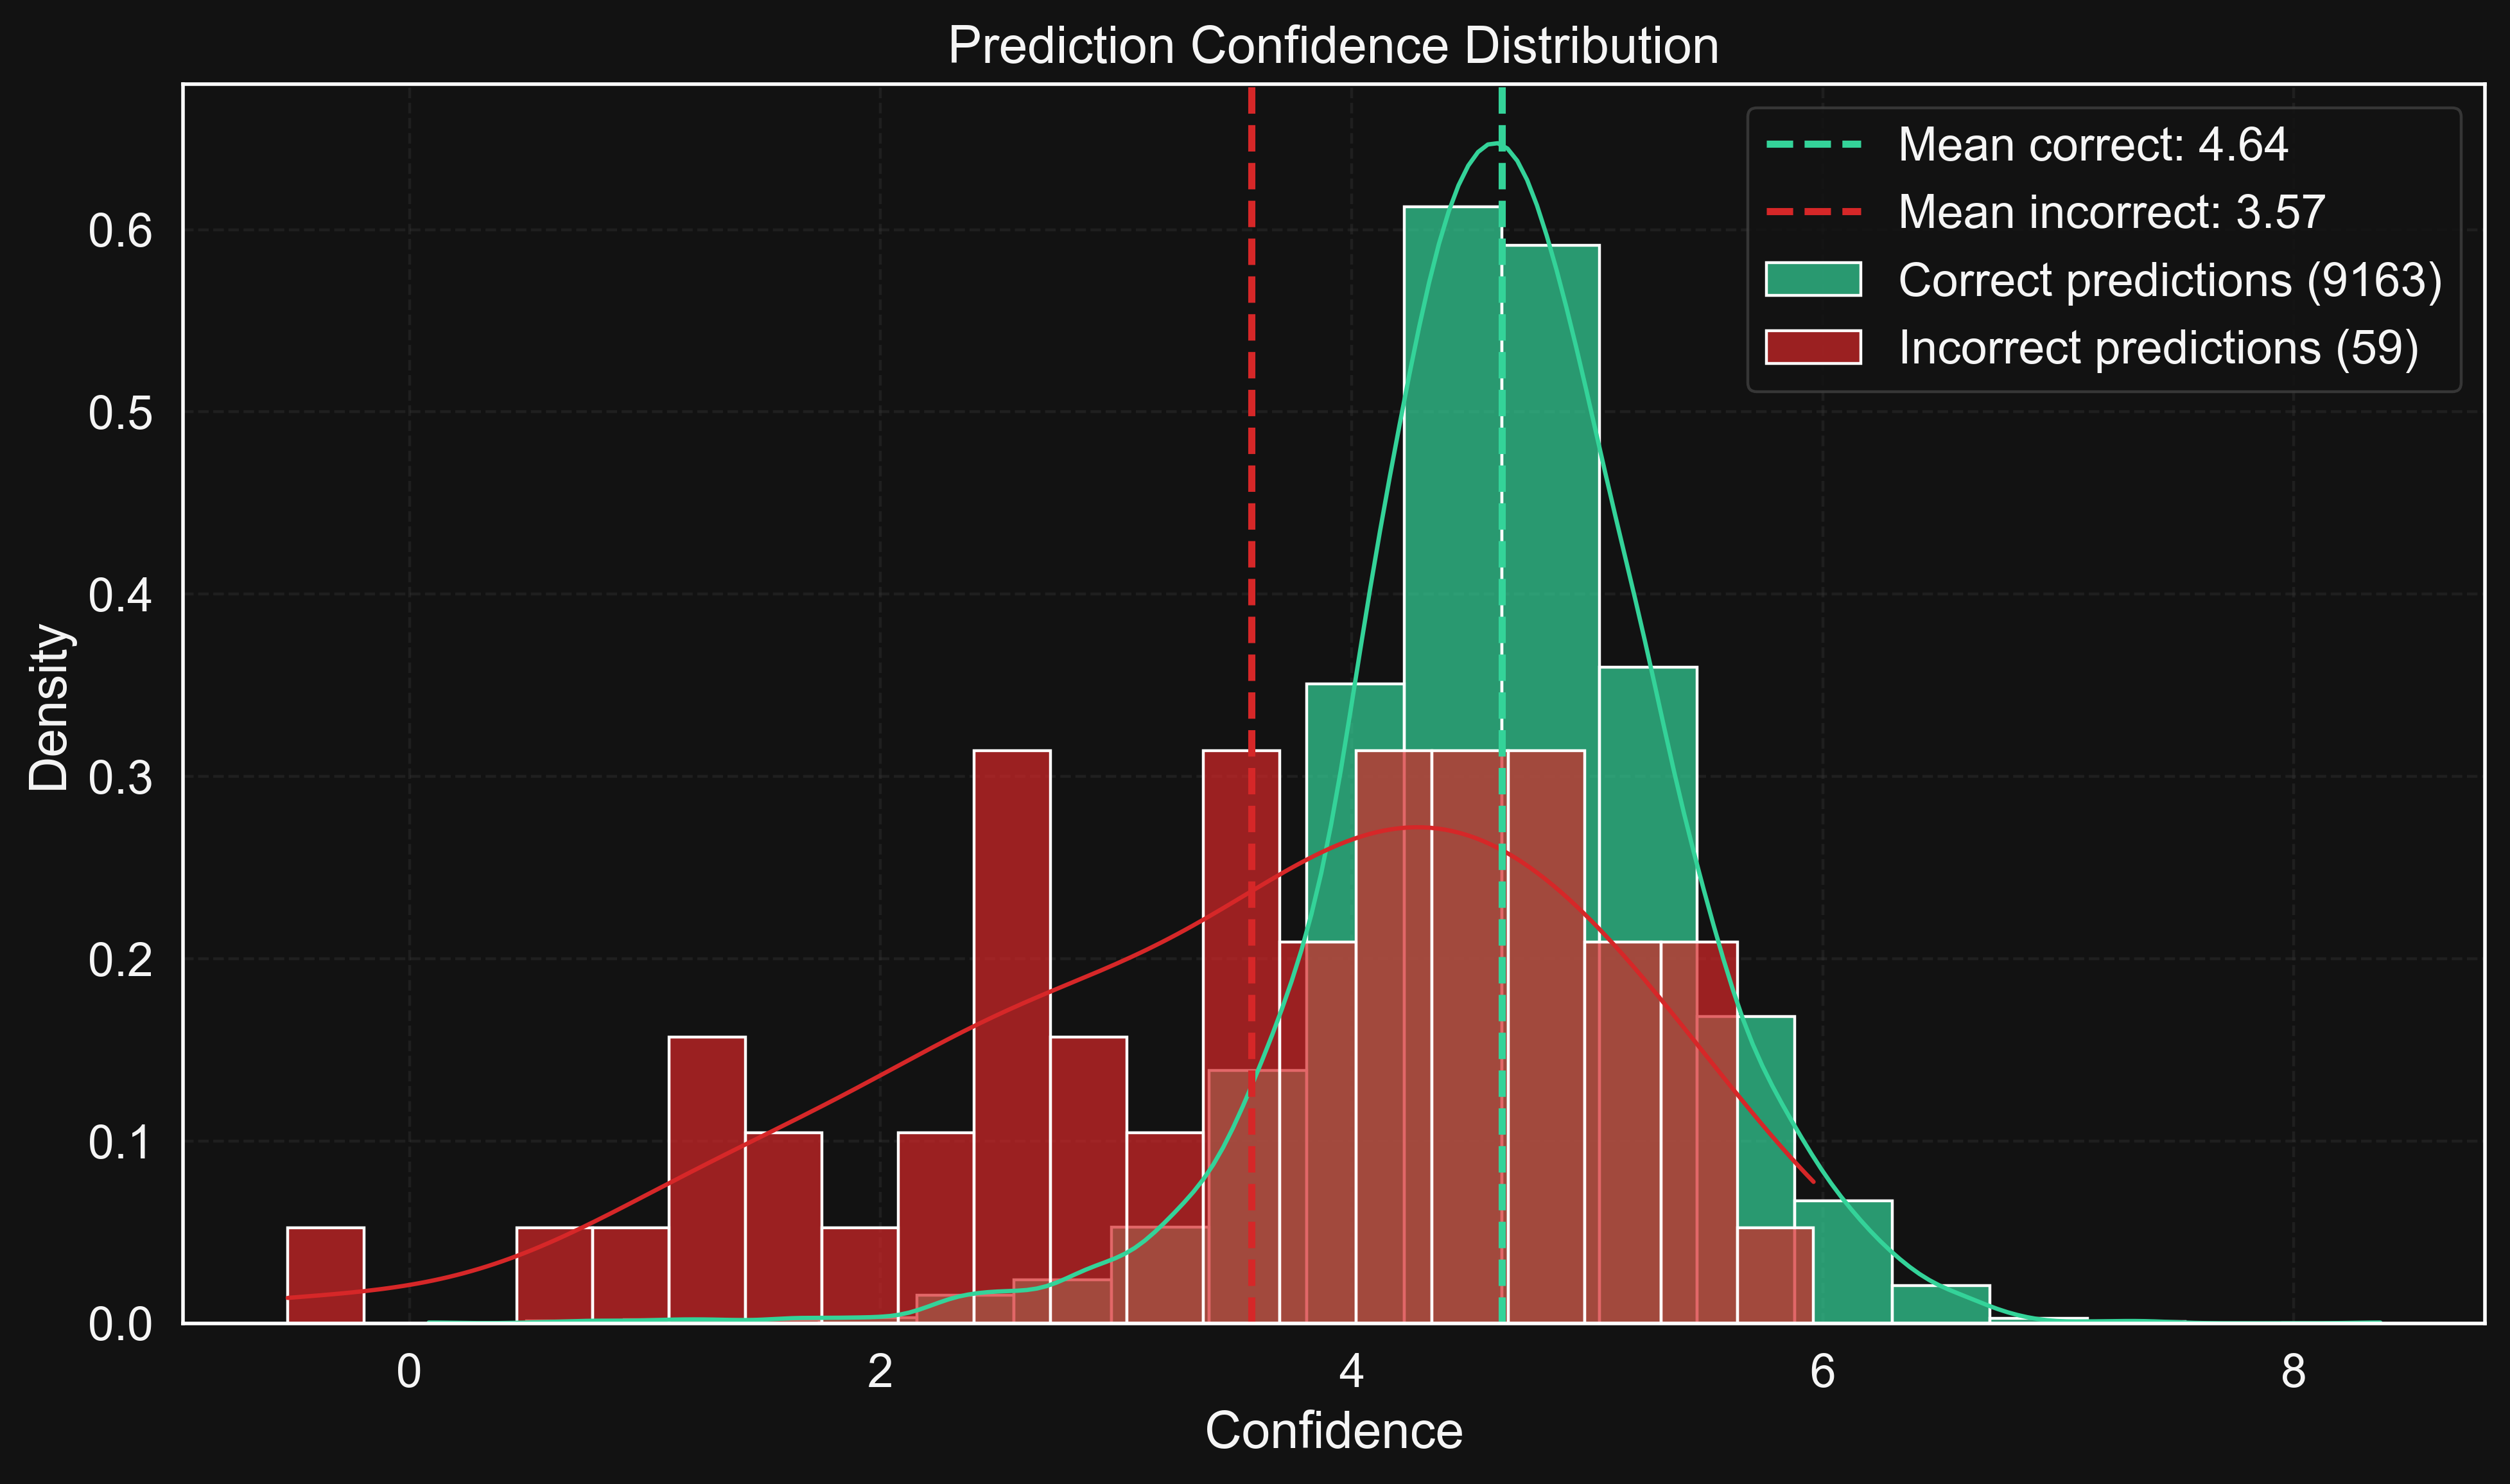 Prediction Confidence Distribution
Mean correct: 4.64
Mean incorrect: 3.57
Correct predictions (9163)
Incorrect predictions (59)
Density
0.6
0.5
0.4
0.3
0.2
0.1
0.0
0 2 4 6 8
Confidence